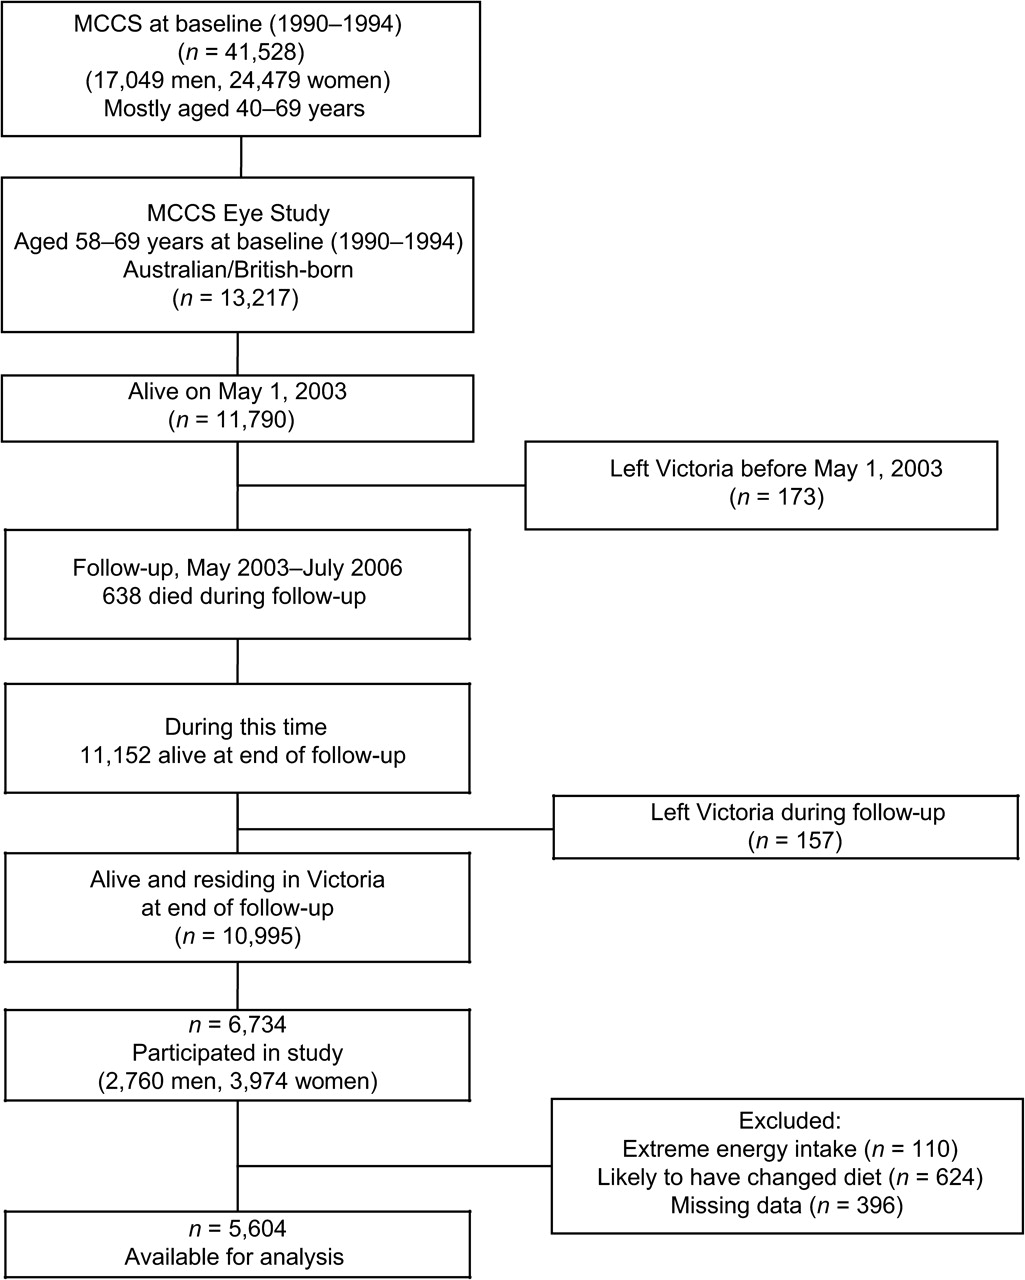 MCCS at baseline (1990–1994)
(n = 41,528)
(17,049 men, 24,479 women)
Mostly aged 40–69 years
MCCS Eye Study
Aged 58–69 years at baseline (1990–1994)
Australian/British-born
(n = 13,217)
Alive on May 1, 2003
(n = 11,790)
Left Victoria before May 1, 2003
(n = 173)
Follow-up, May 2003–July 2006
638 died during follow-up
During this time
11,152 alive at end of follow-up
Left Victoria during follow-up
(n = 157)
Alive and residing in Victoria
at end of follow-up
(n = 10,995)
n = 6,734
Participated in study
(2,760 men, 3,974 women)
Excluded:
Extreme energy intake (n = 110)
Likely to have changed diet (n = 624)
Missing data (n = 396)
n = 5,604
Available for analysis